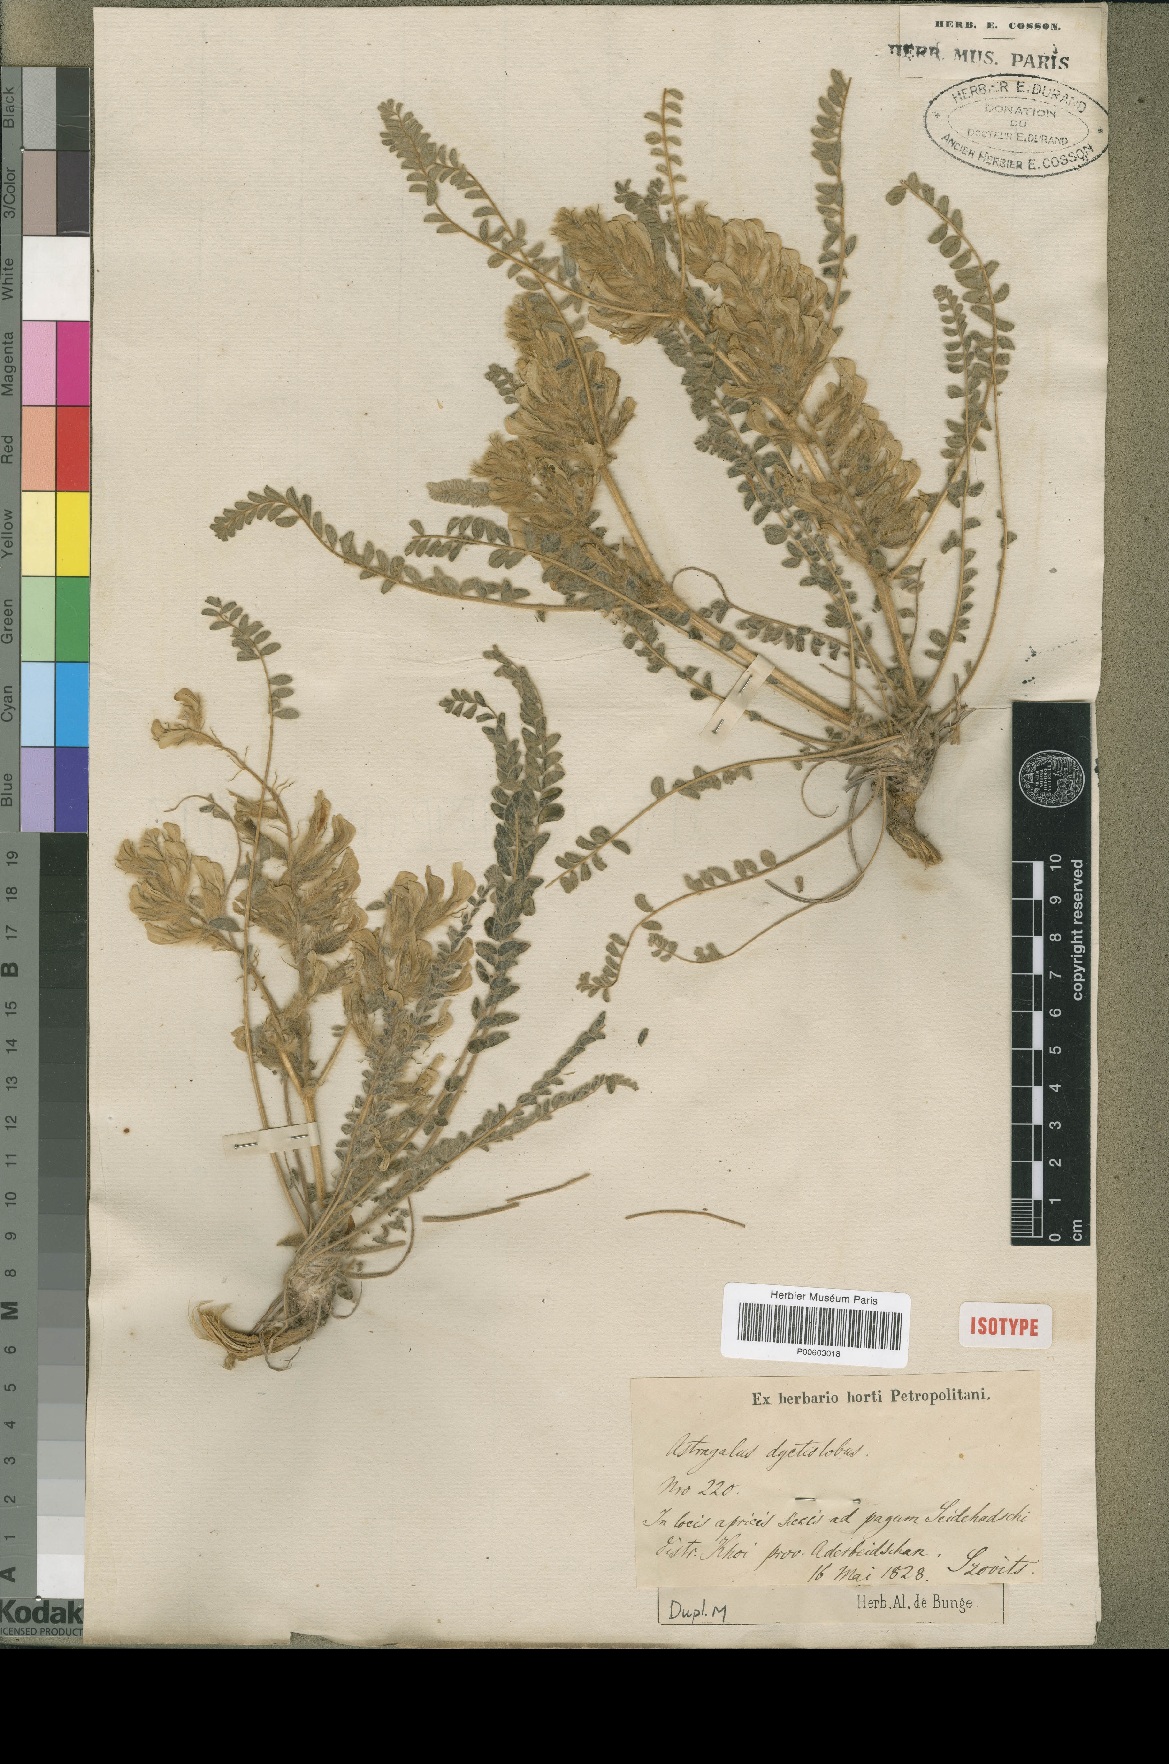 HERB. E. COSSON.
HERB. MUS. PARIS
HERBIER E. DURAND
DONATION
DU
DOCTEUR E. DURAND
ANCIEN HERBIER E. COSSON
Black
3/Color
White
Magenta
Red
Yellow
Green
Cyan
Blue
19
18
17
B
16
15
14
13
12
11
10
9
8
M
7
6
5
4
3
2
1
A
Kodak
LICENSED PRODUCT
10
9
8
7
6
5
4
3
2
1
0
cm
copyright reserved
Herbier Muséum Paris
P00603018
ISOTYPE
Ex herbario horti Petropolitani.
Astragalus
Nro 220.
In locis apricis siccis ad pagum Seidchadschi
Distr. Khoi prov. Aderbeidschan.
16 Mai 1828. Szovits.
Dupl. M
Herb. Al. de Bunge